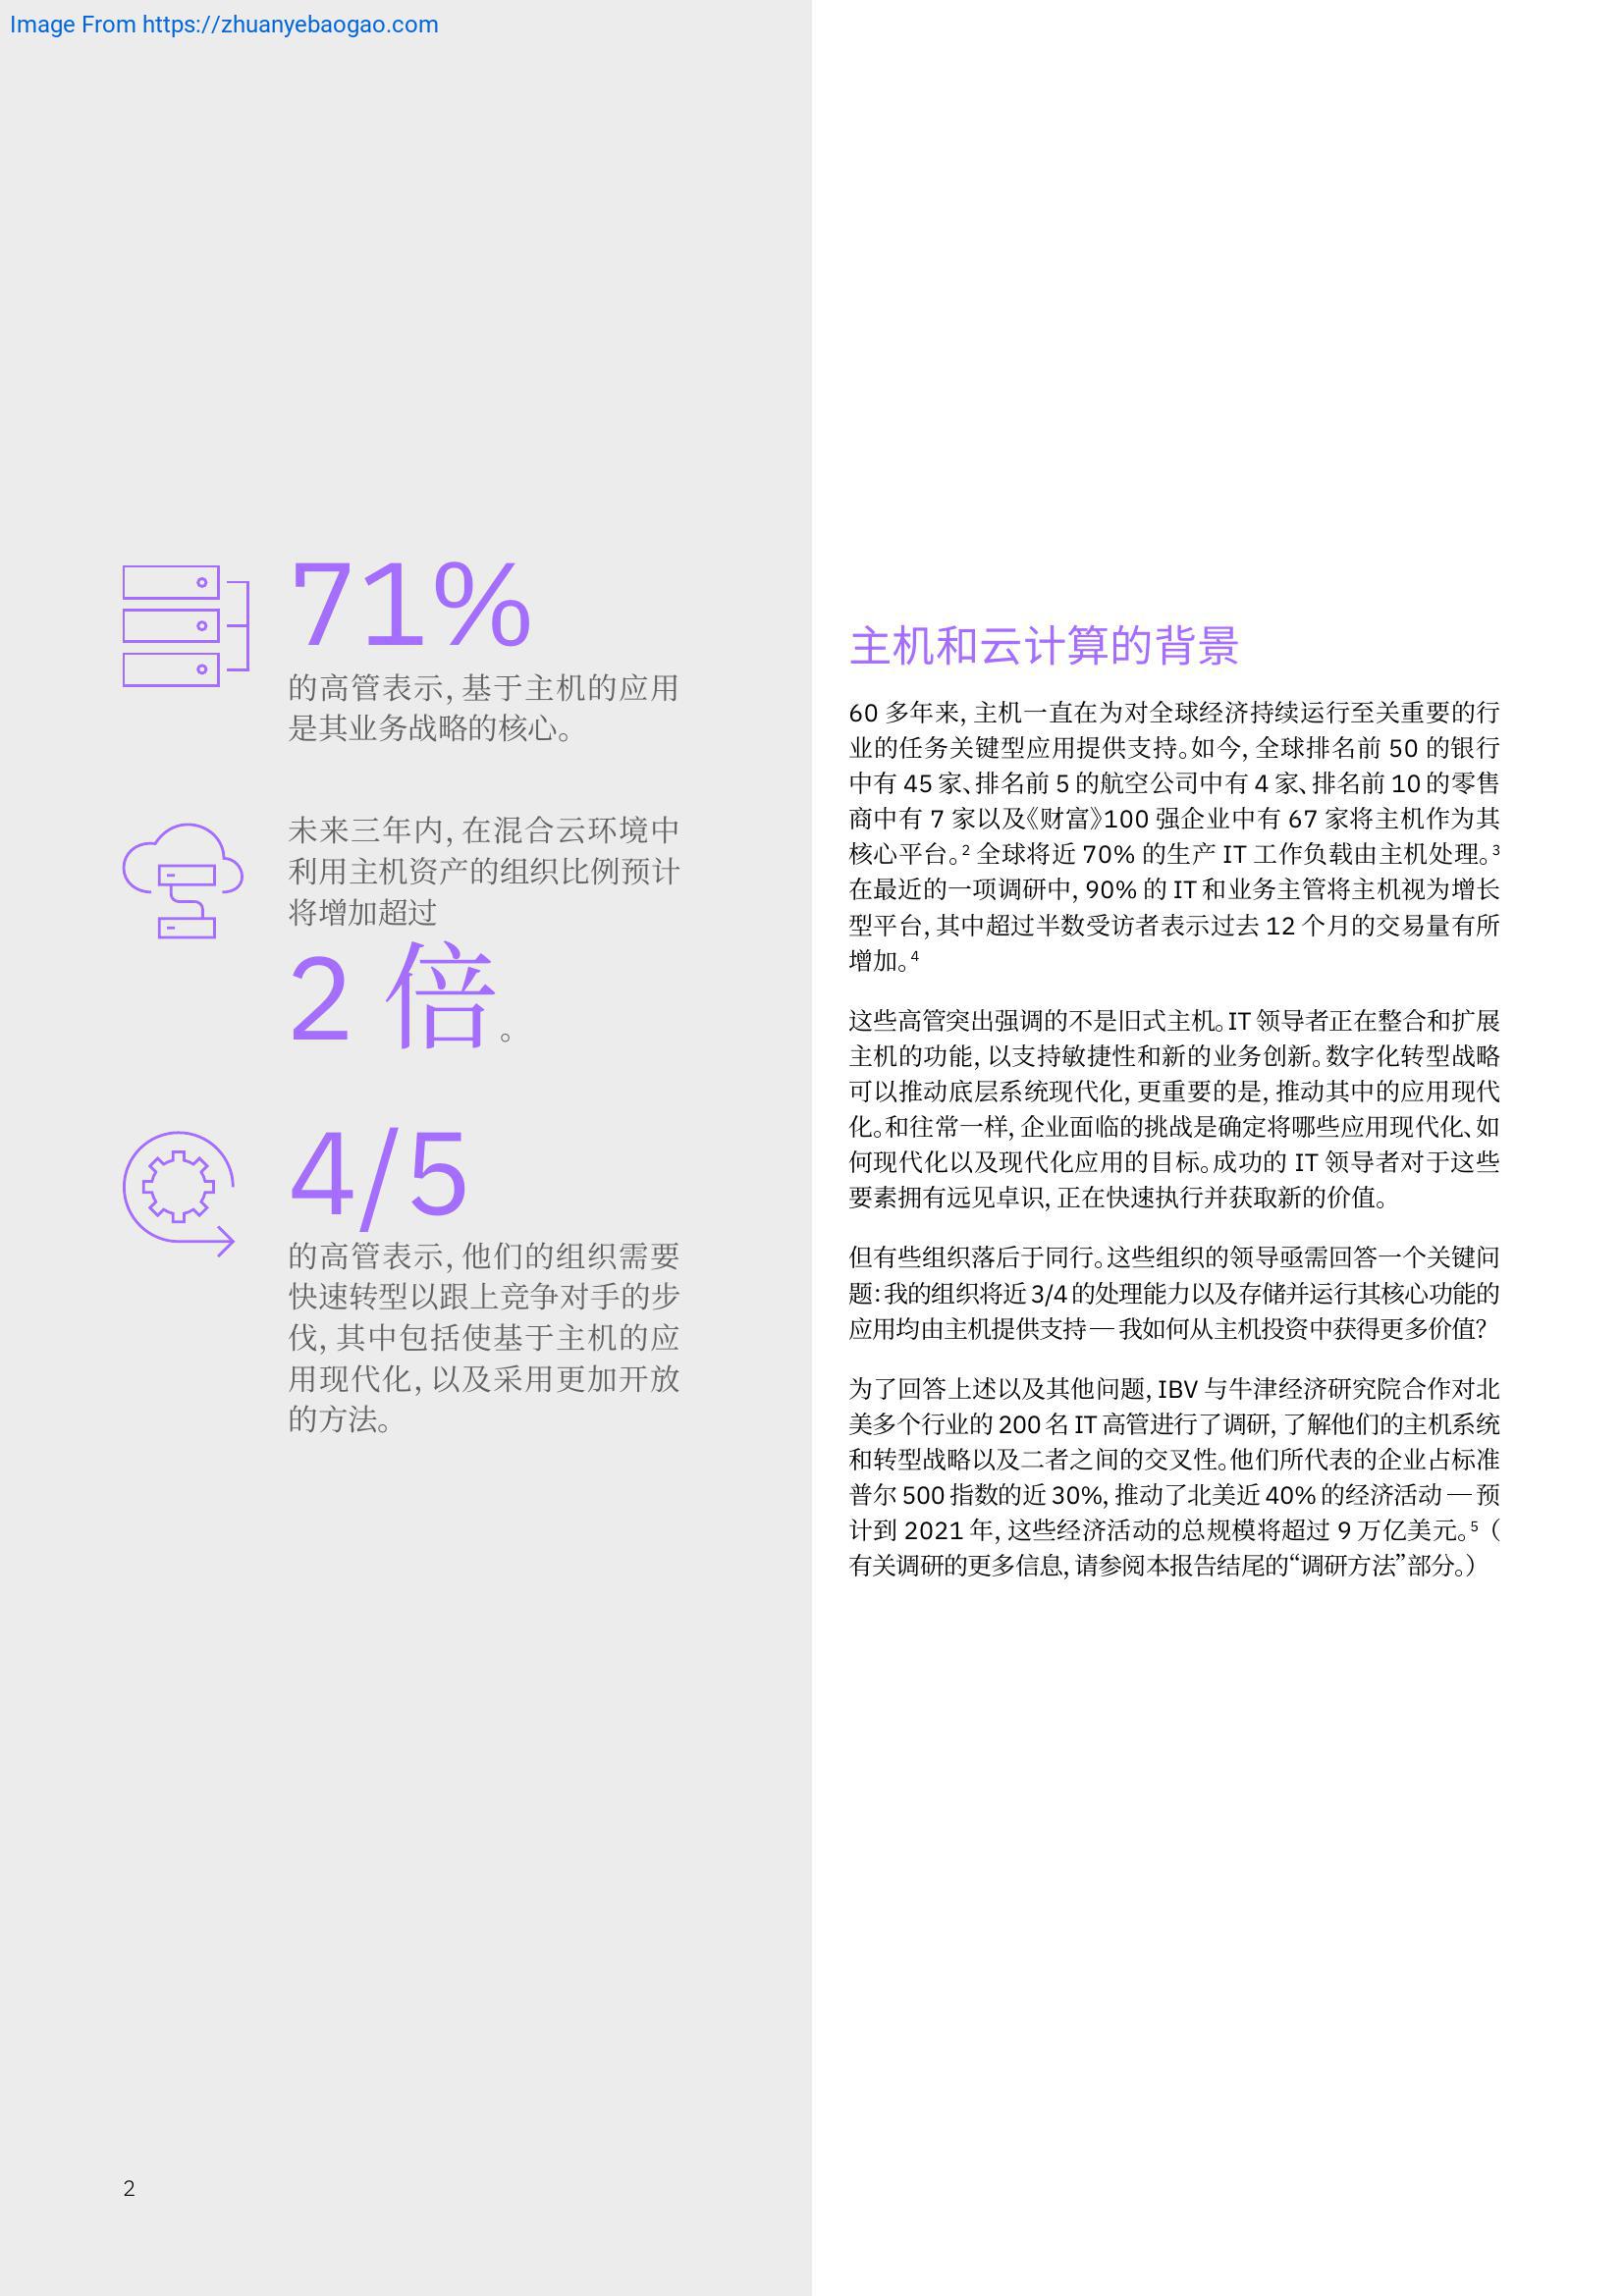 Image From https://zhuanyebaogao.com
71%
的高管表示, 基于主机的应用
是其业务战略的核心。
未来三年内, 在混合云环境中
利用主机资产的组织比例预计
将增加超过
2 倍。
4/5
的高管表示, 他们的组织需要
快速转型以跟上竞争对手的步
伐, 其中包括使基于主机的应
用现代化, 以及采用更加开放
的方法。
主机和云计算的背景
60 多年来, 主机一直在为对全球经济持续运行至关重要的行
业的任务关键型应用提供支持。如今, 全球排名前 50 的银行
中有 45 家、排名前 5 的航空公司中有 4 家、排名前 10 的零售
商中有 7 家以及《财富》100 强企业中有 67 家将主机作为其
核心平台。² 全球将近 70% 的生产 IT 工作负载由主机处理。³
在最近的一项调研中, 90% 的 IT 和业务主管将主机视为增长
型平台, 其中超过半数受访者表示过去 12 个月的交易量有所
增加。⁴
这些高管突出强调的不是旧式主机。IT 领导者正在整合和扩展
主机的功能, 以支持敏捷性和新的业务创新。数字化转型战略
可以推动底层系统现代化, 更重要的是, 推动其中的应用现代
化。和往常一样, 企业面临的挑战是确定将哪些应用现代化、如
何现代化以及现代化应用的目标。成功的 IT 领导者对于这些
要素拥有远见卓识, 正在快速执行并获取新的价值。
但有些组织落后于同行。这些组织的领导亟需回答一个关键问
题: 我的组织将近 3/4 的处理能力以及存储并运行其核心功能的
应用均由主机提供支持 — 我如何从主机投资中获得更多价值?
为了回答上述以及其他问题, IBV 与牛津经济研究院合作对北
美多个行业的 200 名 IT 高管进行了调研, 了解他们的主机系统
和转型战略以及二者之间的交叉性。他们所代表的企业占标准
普尔 500 指数的近 30%, 推动了北美近 40% 的经济活动 — 预
计到 2021 年, 这些经济活动的总规模将超过 9 万亿美元。⁵（
有关调研的更多信息, 请参阅本报告结尾的“调研方法”部分。）
2